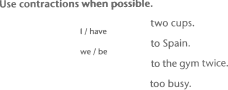 Use contractions when possible.
two cups.
I / have
to Spain.
we / be
to the gym twice.
too busy.